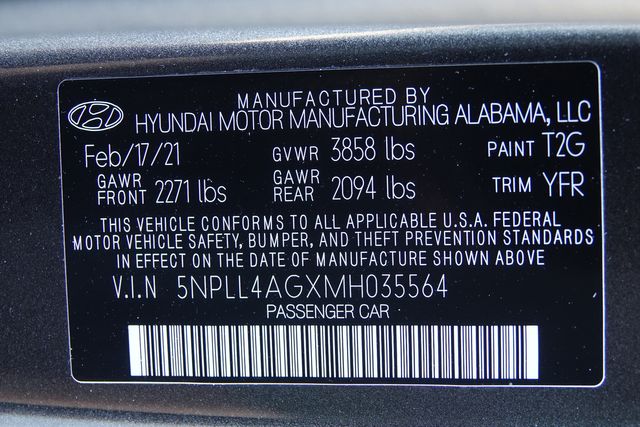 MANUFACTURED BY
HYUNDAI MOTOR MANUFACTURING ALABAMA, LLC
Feb/17/21 GVWR 3858 lbs PAINT T2G
GAWR FRONT 2271 lbs GAWR REAR 2094 lbs TRIM YFR
THIS VEHICLE CONFORMS TO ALL APPLICABLE U.S.A. FEDERAL
MOTOR VEHICLE SAFETY, BUMPER, AND THEFT PREVENTION STANDARDS
IN EFFECT ON THE DATE OF MANUFACTURE SHOWN ABOVE.
V.I.N 5NPLL4AGXMH035564
PASSENGER CAR